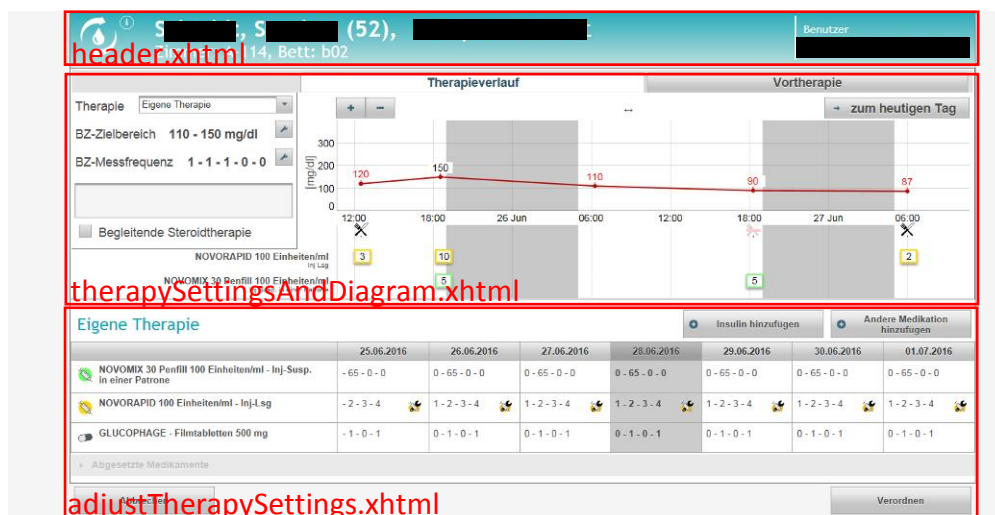 (52),
Benutzer
header.xhtml
14, Bett: b02
Therapieverlauf
Vortherapie
Therapie Eigene Therapie
+ -
↔
→ zum heutigen Tag
BZ-Zielbereich 110 - 150 mg/dl
BZ-Messfrequenz 1 - 1 - 1 - 0 - 0
[mg/dl]
300
200
100
0
120
150
110
90
87
12:00 18:00 26 Jun 06:00 12:00 18:00 27 Jun 06:00
Begleitende Steroidtherapie
NOVORAPID 100 Einheiten/ml
Inj Lsg
3 10 2
NOVOMIX 30 Penfill 100 Einheiten/ml
5 5
therapySettingsAndDiagram.xhtml
Eigene Therapie
Insulin hinzufügen
Andere Medikation
hinzufügen
25.06.2016 26.06.2016 27.06.2016 28.06.2016 29.06.2016 30.06.2016 01.07.2016
NOVOMIX 30 Penfill 100 Einheiten/ml - Inj-Susp.
in einer Patrone
- 65 - 0 - 0 0 - 65 - 0 - 0 0 - 65 - 0 - 0 0 - 65 - 0 - 0 0 - 65 - 0 - 0 0 - 65 - 0 - 0 0 - 65 - 0 - 0
NOVORAPID 100 Einheiten/ml - Inj-Lsg
- 2 - 3 - 4 1 - 2 - 3 - 4 1 - 2 - 3 - 4 1 - 2 - 3 - 4 1 - 2 - 3 - 4 1 - 2 - 3 - 4 1 - 2 - 3 - 4
GLUCOPHAGE - Filmtabletten 500 mg
- 1 - 0 - 1 0 - 1 - 0 - 1 0 - 1 - 0 - 1 0 - 1 - 0 - 1 0 - 1 - 0 - 1 0 - 1 - 0 - 1 0 - 1 - 0 - 1
Abgesetzte Medikamente
Verordnen
adjustTherapySettings.xhtml